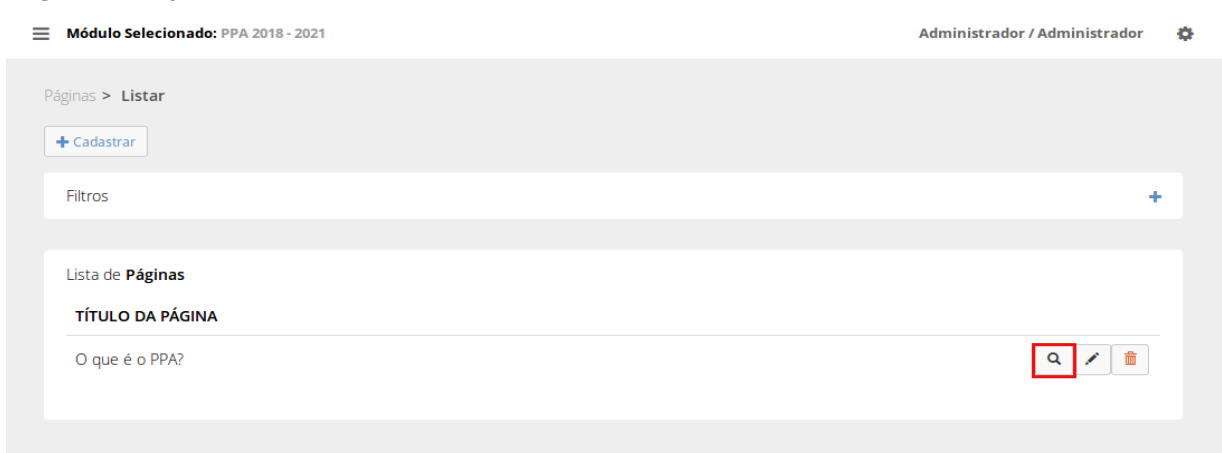 Módulo Selecionado: PPA 2018 - 2021
Administrador / Administrador
Páginas > Listar
+ Cadastrar
Filtros +
Lista de Páginas
TÍTULO DA PÁGINA
O que é o PPA?